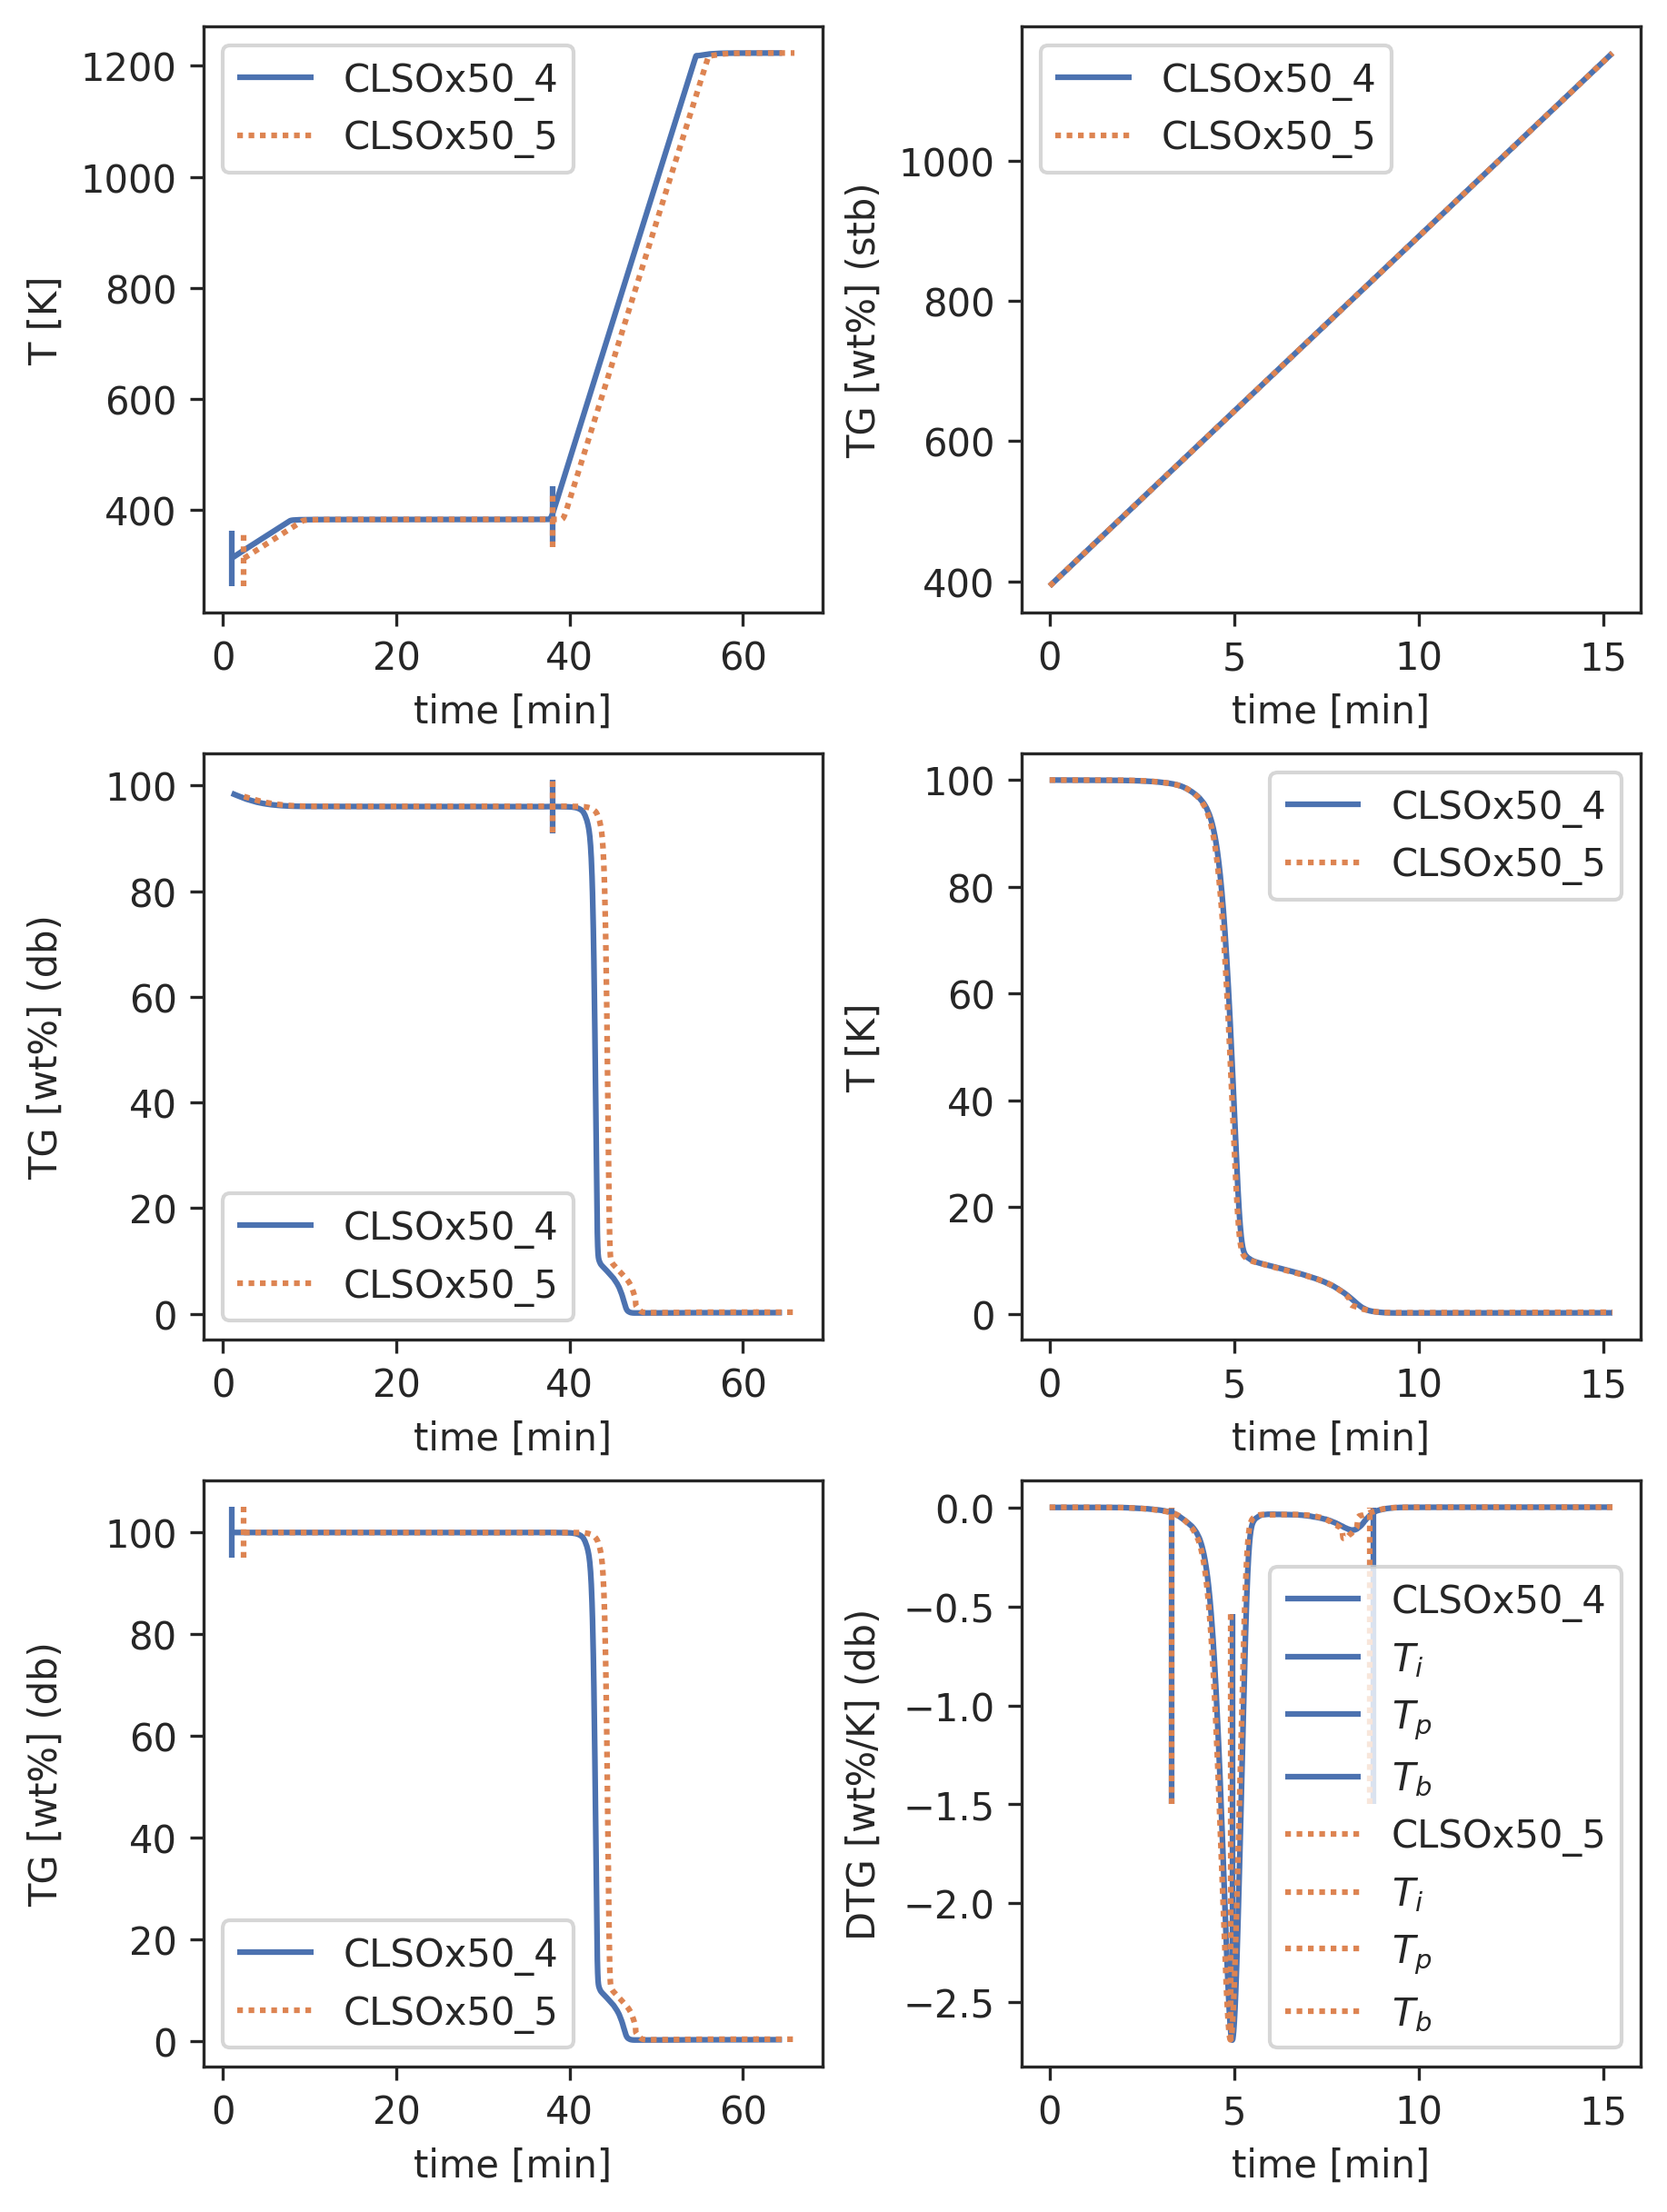 1200
1000
800
600
400
T [K]
CLSOx50_4
CLSOx50_5
0 20 40 60
time [min]
1000
800
600
400
TG [wt%] (stb)
CLSOx50_4
CLSOx50_5
0 5 10 15
time [min]
100
80
60
40
20
0
TG [wt%] (db)
CLSOx50_4
CLSOx50_5
0 20 40 60
time [min]
100
80
60
40
20
0
T [K]
CLSOx50_4
CLSOx50_5
0 5 10 15
time [min]
100
80
60
40
20
0
TG [wt%] (db)
CLSOx50_4
CLSOx50_5
0 20 40 60
time [min]
0.0
−0.5
−1.0
−1.5
−2.0
−2.5
DTG [wt%/K] (db)
CLSOx50_4
T_i
T_p
T_b
CLSOx50_5
T_i
T_p
T_b
0 5 10 15
time [min]